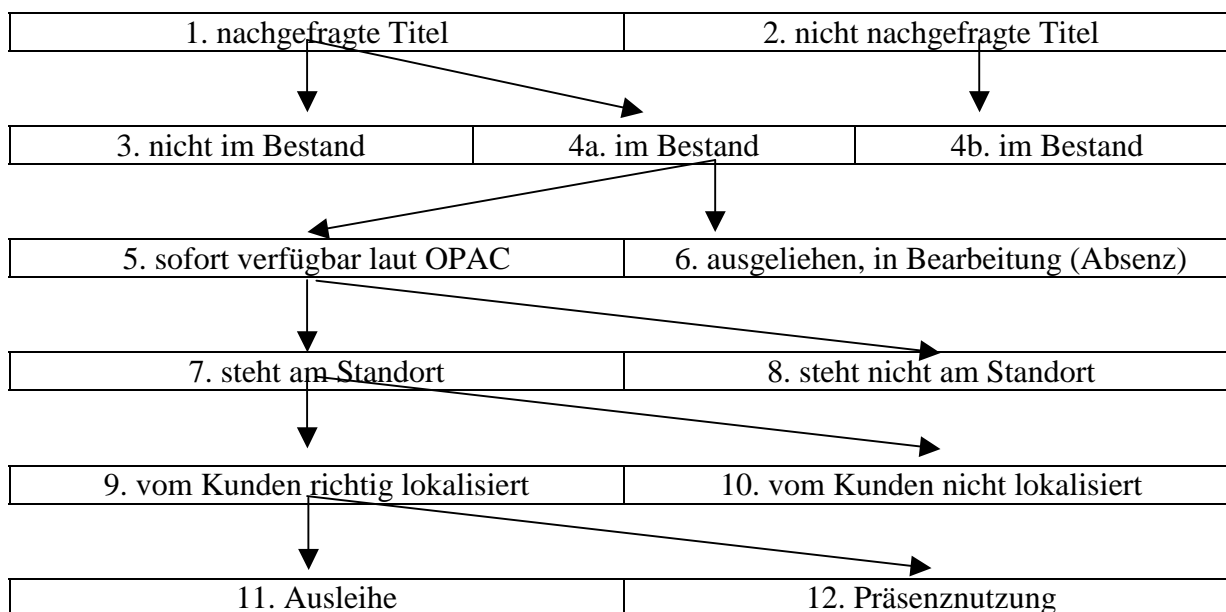 1. nachgefragte Titel 2. nicht nachgefragte Titel
3. nicht im Bestand 4a. im Bestand 4b. im Bestand
5. sofort verfügbar laut OPAC 6. ausgeliehen, in Bearbeitung (Absenz)
7. steht am Standort 8. steht nicht am Standort
9. vom Kunden richtig lokalisiert 10. vom Kunden nicht lokalisiert
11. Ausleihe 12. Präsenznutzung